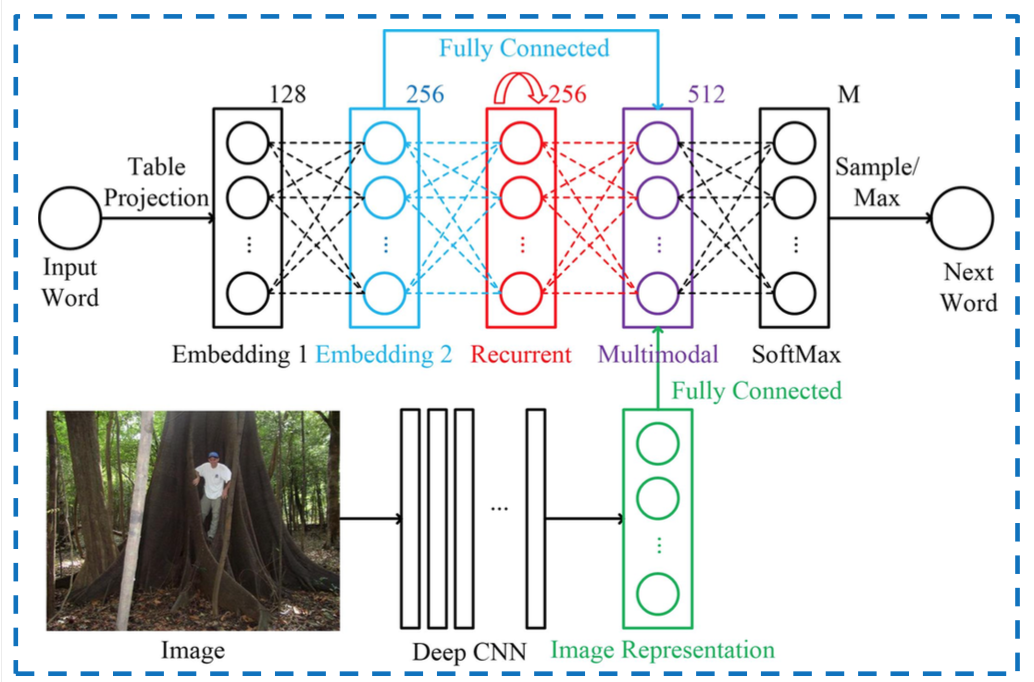 Fully Connected
128
256
256
512
M
Table
Projection
Sample/
Max
Input
Word
Next
Word
Embedding 1
Embedding 2
Recurrent
Multimodal
SoftMax
Fully Connected
Image
Deep CNN
Image Representation